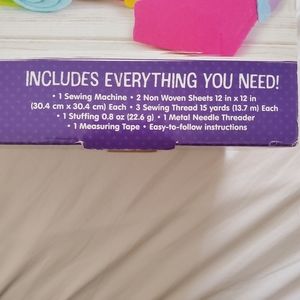 INCLUDES EVERYTHING YOU NEED!
• 1 Sewing Machine • 2 Non Woven Sheets 12 in x 12 in
(30.4 cm x 30.4 cm) Each • 3 Sewing Thread 15 yards (13.7 m) Each
• 1 Stuffing 0.8 oz (22.6 g) • 1 Metal Needle Threader
• 1 Measuring Tape • Easy-to-follow instructions